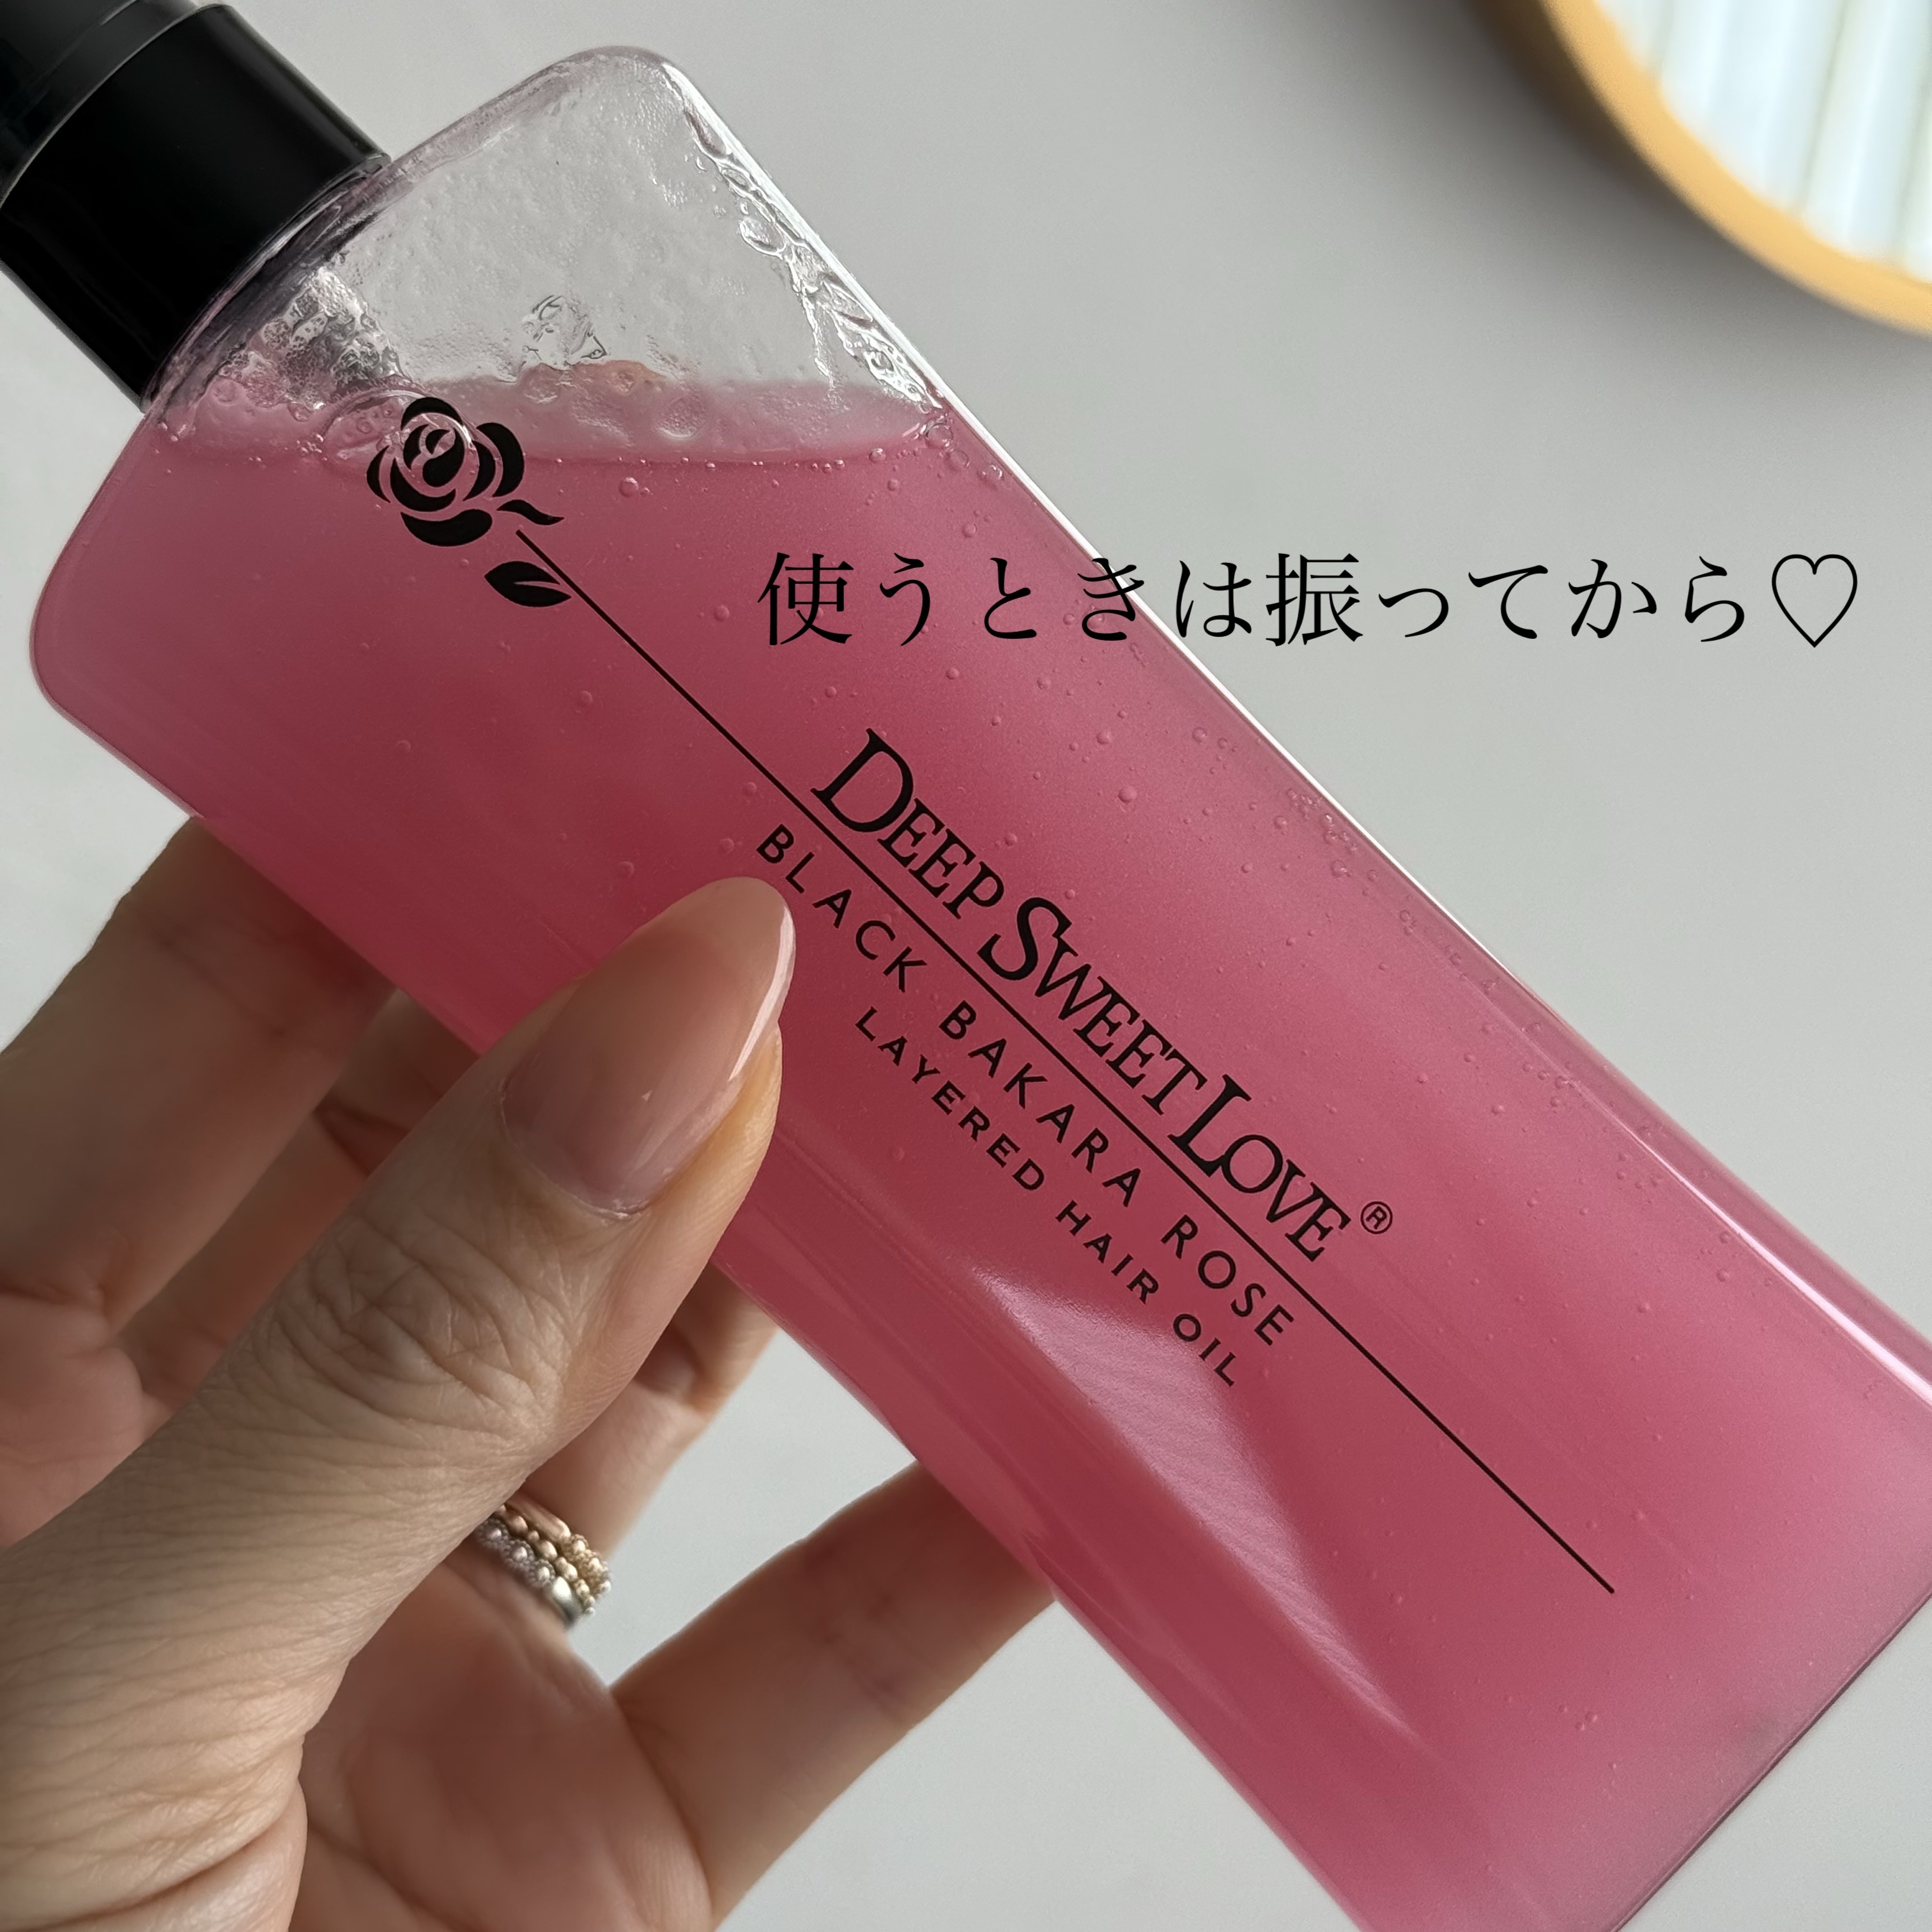 使うときは振ってから♡
DEEP SWEET LOVE®
BLACK BAKARA ROSE
LAYERED HAIR OIL